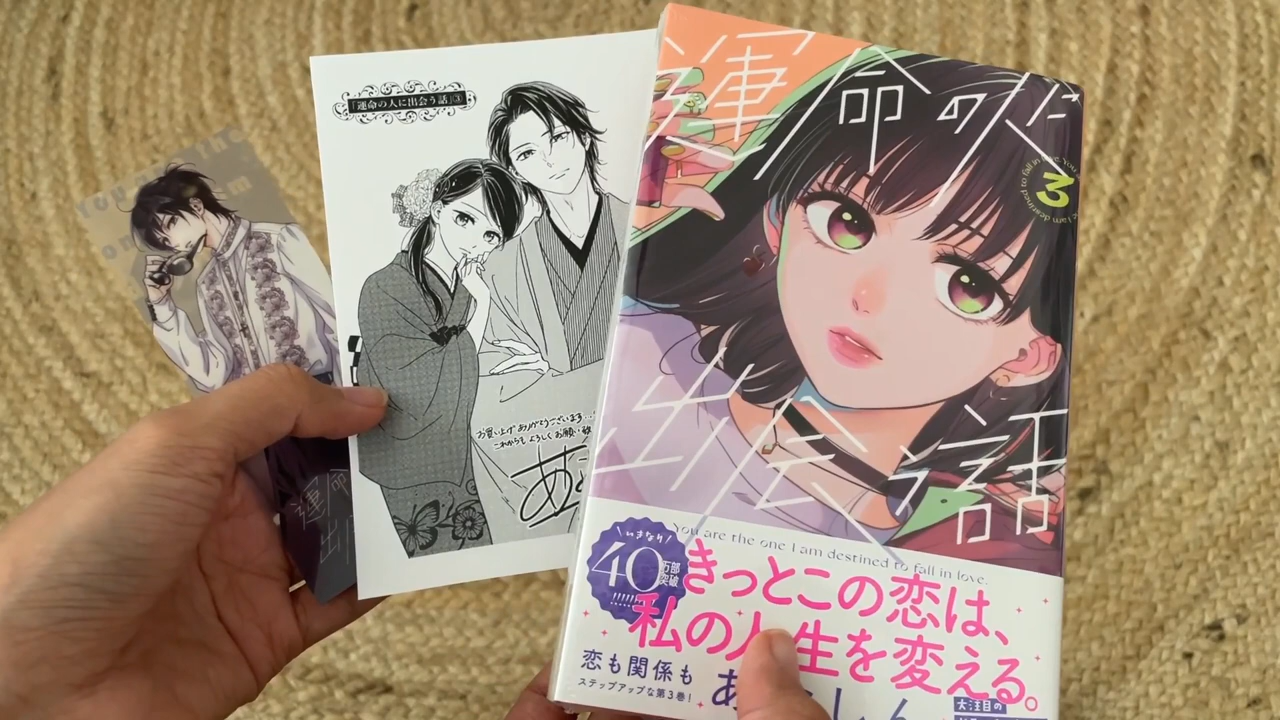 「運命の人に出会う話」③
お買い上げありがとうございます..
これからもよろしくお願い致
運命
出
運命の人に
3
出会う話
You are the one I am destined to fall in love.
いきなり
40万部突破
!!!!!!
きっとこの恋は、
私の人生を変える。
恋も関係も
ステップアップな第3巻!
大注目の